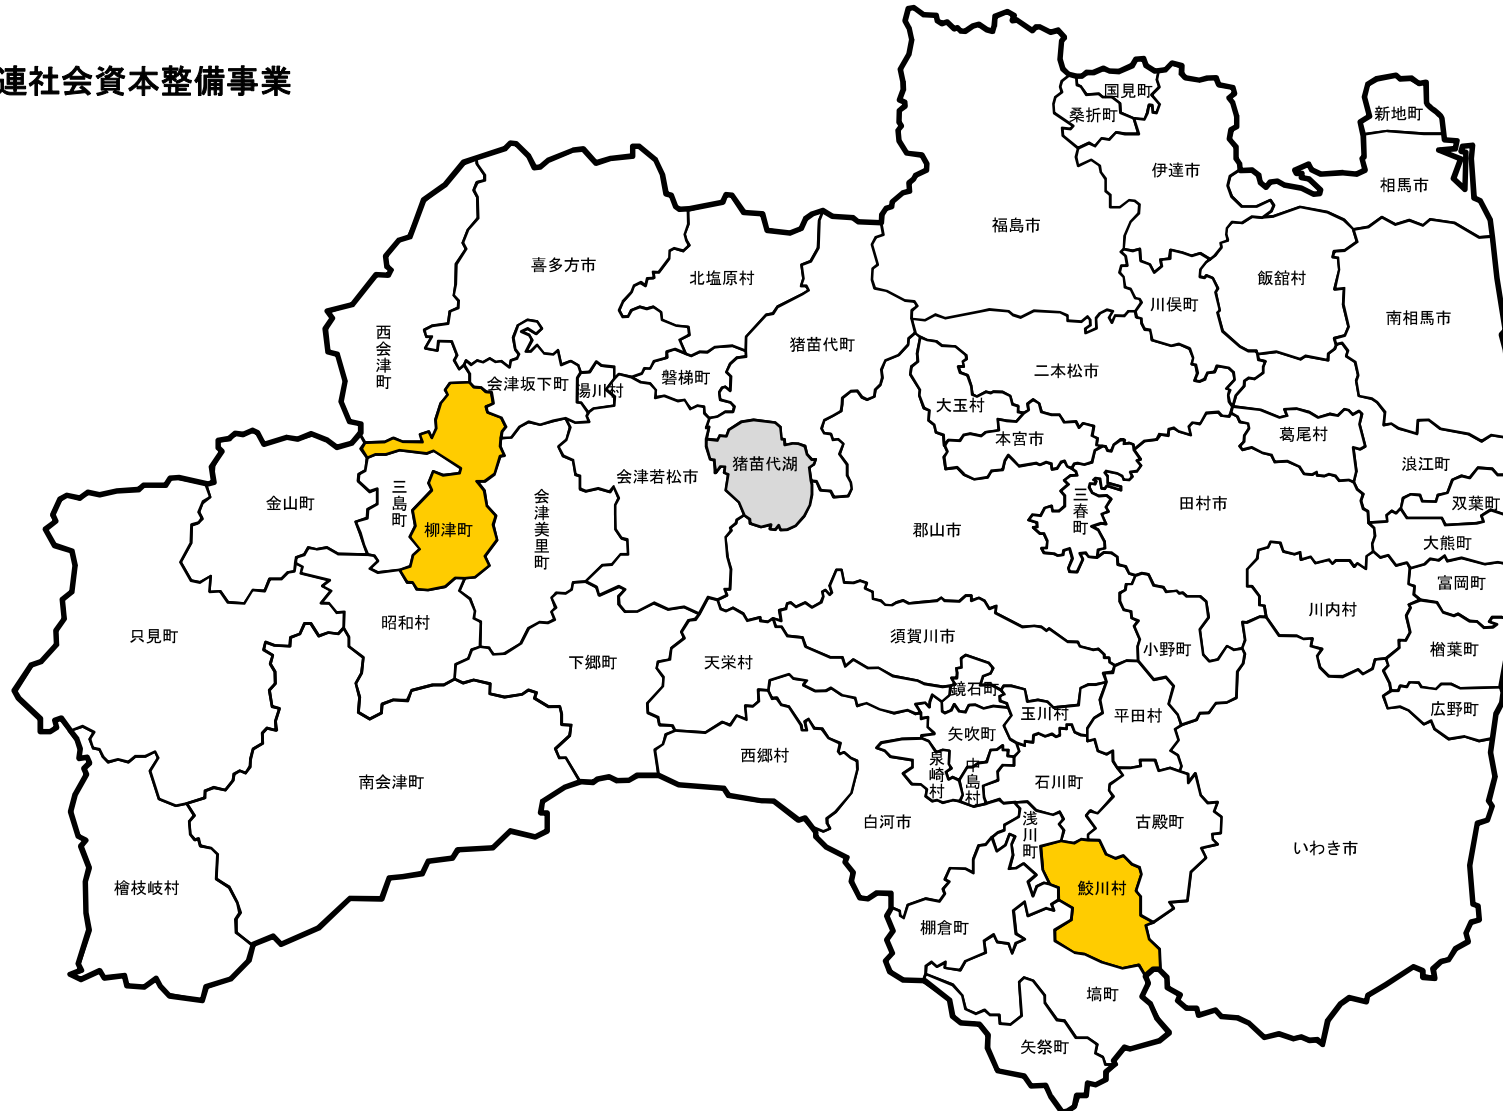 連社会資本整備事業
国見町
桑折町
新地町
伊達市
相馬市
福島市
喜多方市
北塩原村
飯舘村
川俣町
南相馬市
西会津町
猪苗代町
二本松市
会津坂下町
湯川村
磐梯町
大玉村
本宮市
葛尾村
猪苗代湖
浪江町
会津若松市
三島町
金山町
柳津町
会津美里町
三春町
田村市
双葉町
郡山市
大熊町
富岡町
川内村
昭和村
只見町
須賀川市
小野町
楢葉町
下郷町
天栄村
鏡石町
広野町
玉川村
平田村
矢吹町
西郷村
泉崎村
中島村
石川町
南会津町
白河市
浅川町
古殿町
いわき市
檜枝岐村
鮫川村
棚倉町
塙町
矢祭町